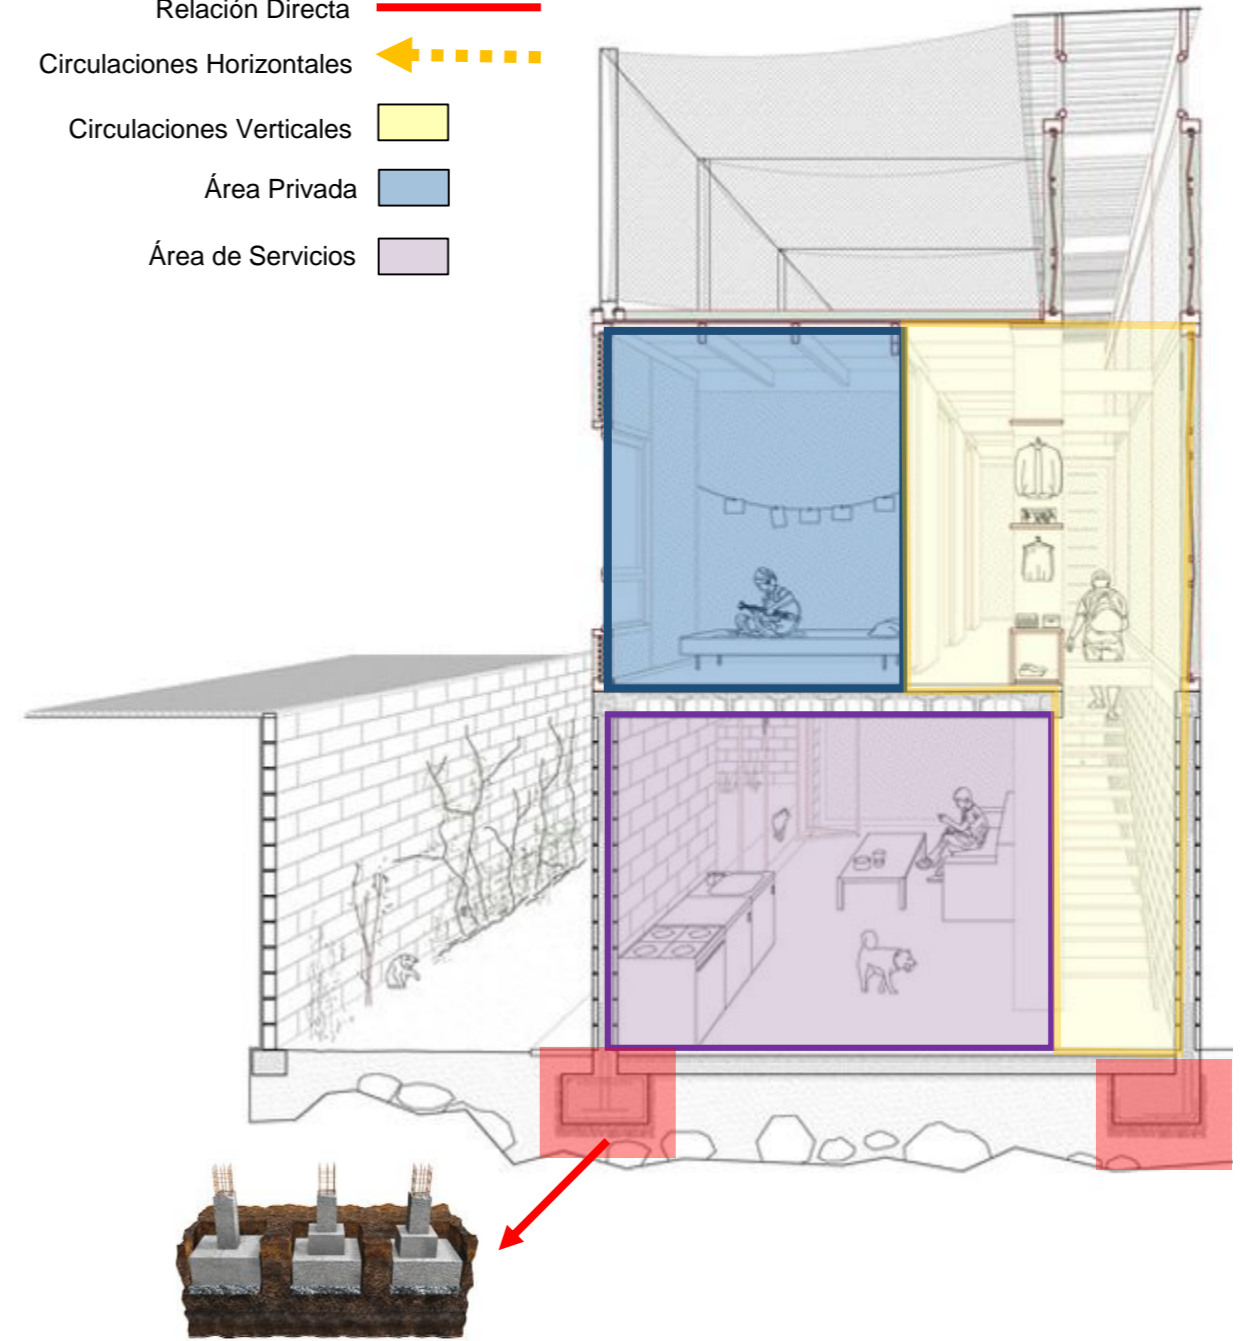 Relación Directa
Circulaciones Horizontales
Circulaciones Verticales
Área Privada
Área de Servicios